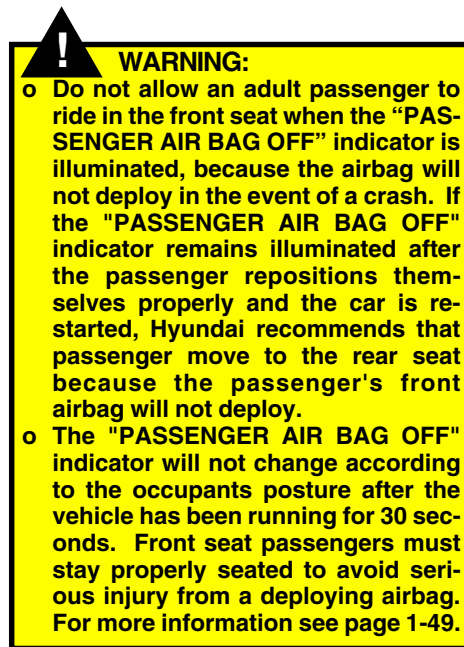 !
WARNING:
o Do not allow an adult passenger to
ride in the front seat when the “PAS-
SENGER AIR BAG OFF” indicator is
illuminated, because the airbag will
not deploy in the event of a crash. If
the "PASSENGER AIR BAG OFF"
indicator remains illuminated after
the passenger repositions them-
selves properly and the car is re-
started, Hyundai recommends that
passenger move to the rear seat
because the passenger's front
airbag will not deploy.
o The "PASSENGER AIR BAG OFF"
indicator will not change according
to the occupants posture after the
vehicle has been running for 30 sec-
onds. Front seat passengers must
stay properly seated to avoid seri-
ous injury from a deploying airbag.
For more information see page 1-49.